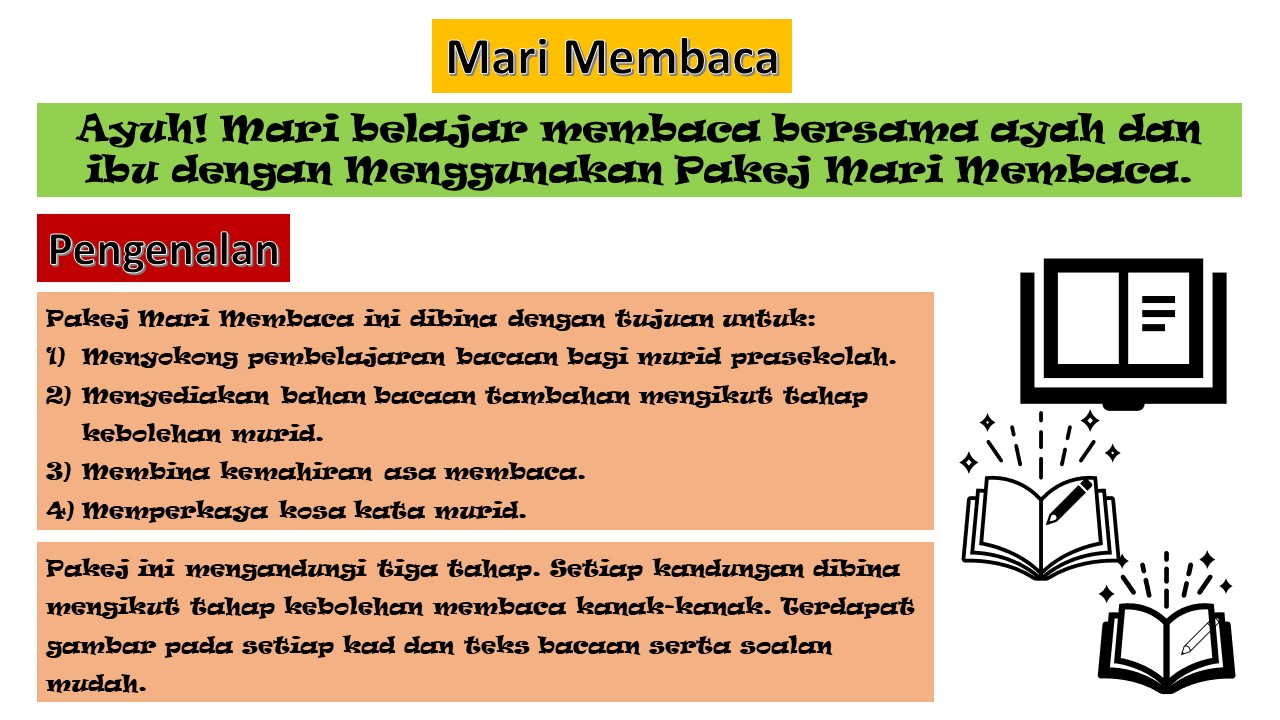 Mari Membaca
Ayuh! Mari belajar membaca bersama ayah dan
ibu dengan Menggunakan Pakej Mari Membaca.
Pengenalan
Pakej Mari Membaca ini dibina dengan tujuan untuk:
1) Menyokong pembelajaran bacaan bagi murid prasekolah.
2) Menyediakan bahan bacaan tambahan mengikut tahap
kebolehan murid.
3) Membina kemahiran asa membaca.
4) Memperkaya kosa kata murid.
Pakej ini mengandungi tiga tahap. Setiap kandungan dibina
mengikut tahap kebolehan membaca kanak-kanak. Terdapat
gambar pada setiap kad dan teks bacaan serta soalan
mudah.